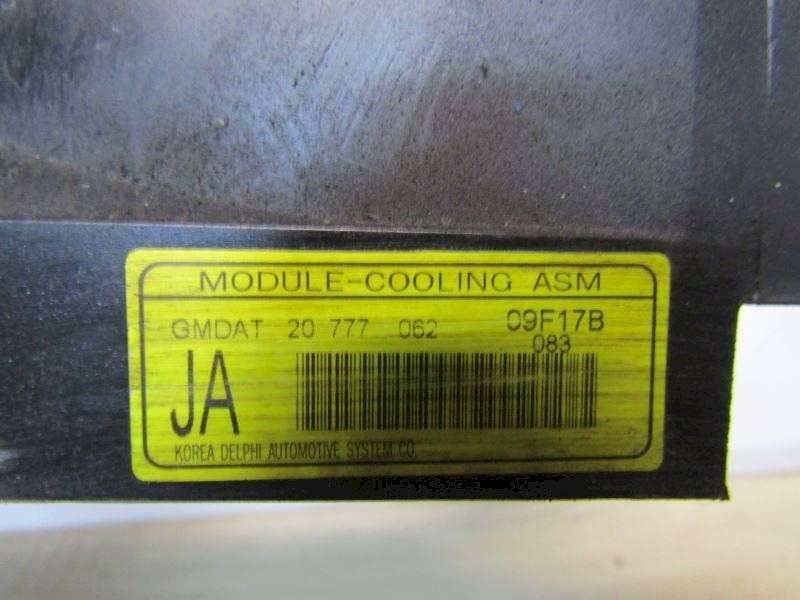 MODULE-COOLING ASM
GMDAT 20 777 062 09F17B
083
JA
KOREA DELPHI AUTOMOTIVE SYSTEM CO.